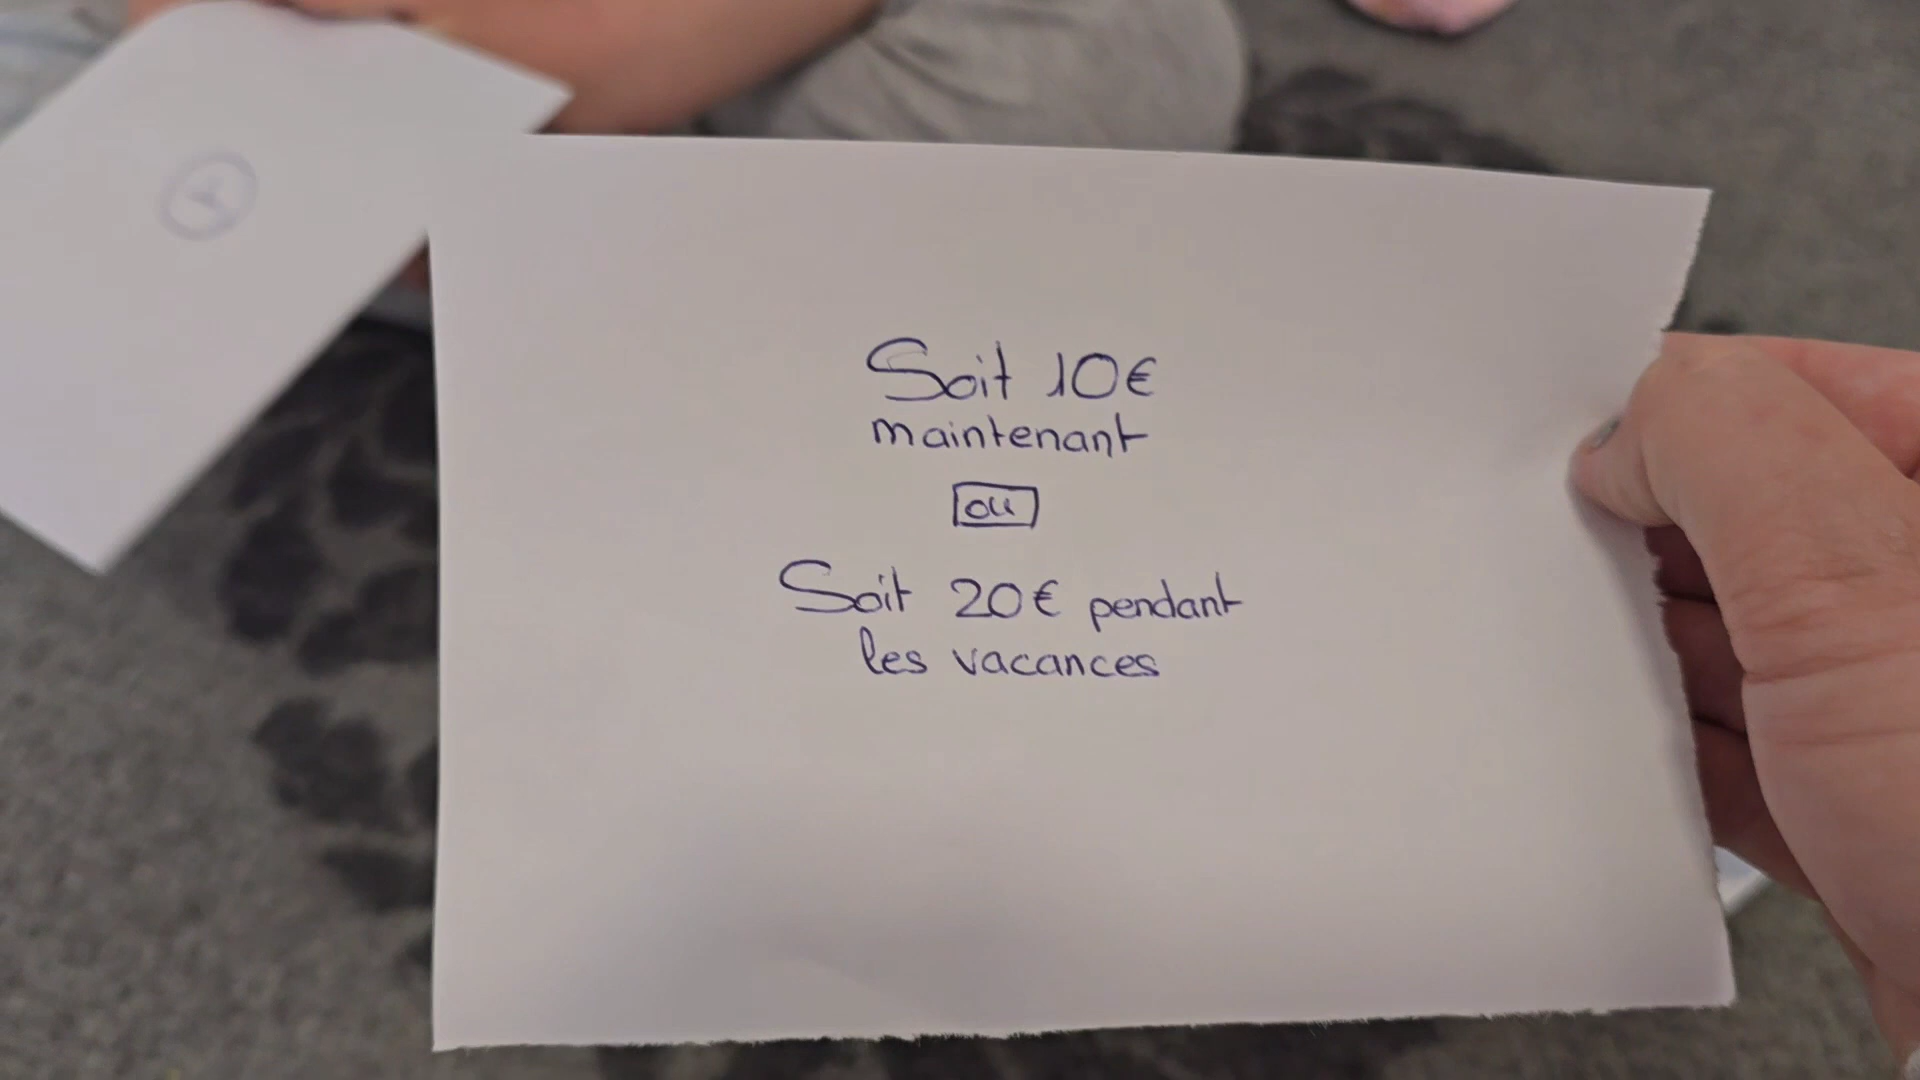 Soit 10€
maintenant
ou
Soit 20€ pendant
les vacances